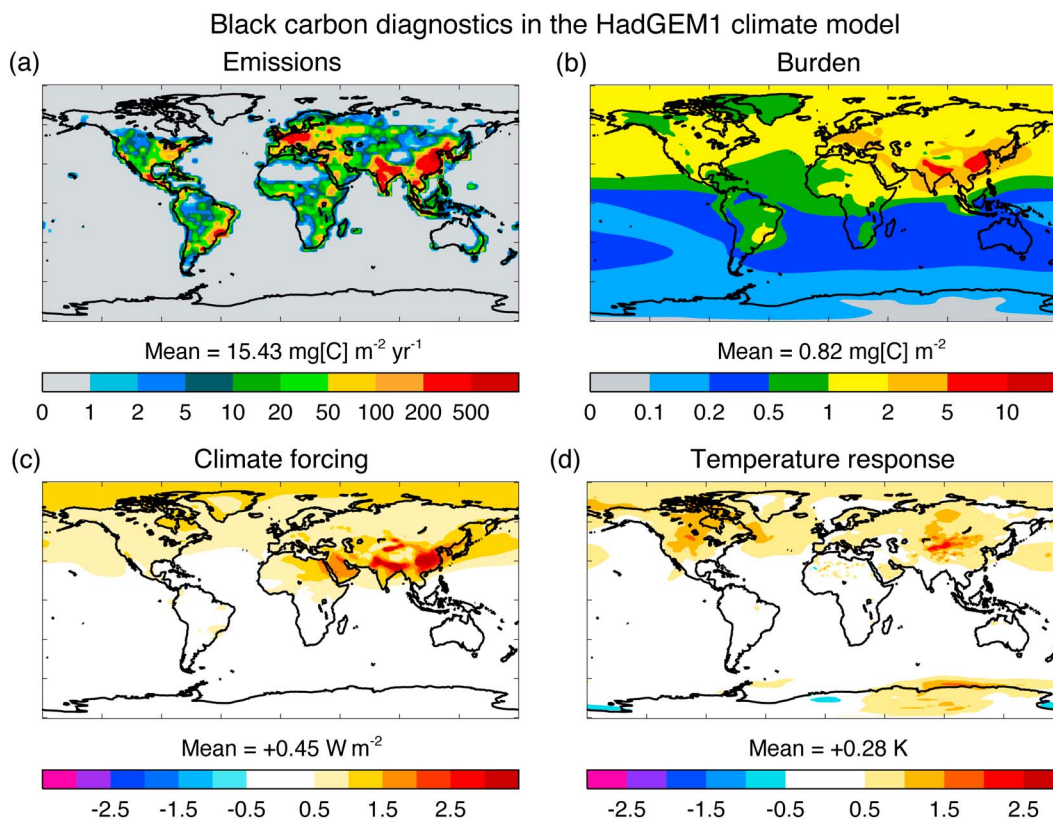 Black carbon diagnostics in the HadGEM1 climate model
(a) Emissions
(b) Burden
Mean = 15.43 mg[C] m⁻² yr⁻¹
Mean = 0.82 mg[C] m⁻²
0 1 2 5 10 20 50 100 200 500
0 0.1 0.2 0.5 1 2 5 10
(c) Climate forcing
(d) Temperature response
Mean = +0.45 W m⁻²
Mean = +0.28 K
-2.5 -1.5 -0.5 0.5 1.5 2.5
-2.5 -1.5 -0.5 0.5 1.5 2.5